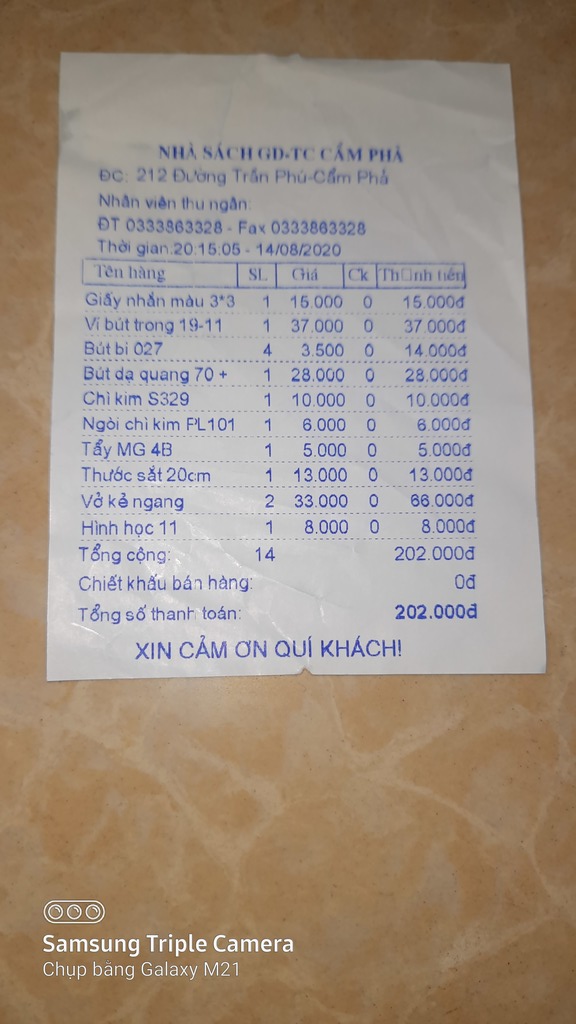 NHÀ SÁCH GD-TC CẨM PHẢ
ĐC: 212 Đường Trần Phú-Cẩm Phả
Nhân viên thu ngân:
ĐT 0333863328 - Fax 0333863328
Thời gian:20:15:05 - 14/08/2020
Tên hàng SL Giá Ck Th□nh tiền
Giấy nhắn màu 3*3 1 15.000 0 15.000đ
Ví bút trong 19-11 1 37.000 0 37.000đ
Bút bi 027 4 3.500 0 14.000đ
Bút dạ quang 70 + 1 28.000 0 28.000đ
Chì kim S329 1 10.000 0 10.000đ
Ngòi chì kim PL101 1 6.000 0 6.000đ
Tẩy MG 4B 1 5.000 0 5.000đ
Thước sắt 20cm 1 13.000 0 13.000đ
Vở kẻ ngang 2 33.000 0 66.000đ
Hình học 11 1 8.000 0 8.000đ
Tổng cộng: 14 202.000đ
Chiết khấu bán hàng: 0đ
Tổng số thanh toán: 202.000đ
XIN CẢM ƠN QUÍ KHÁCH!
Samsung Triple Camera
Chụp bằng Galaxy M21